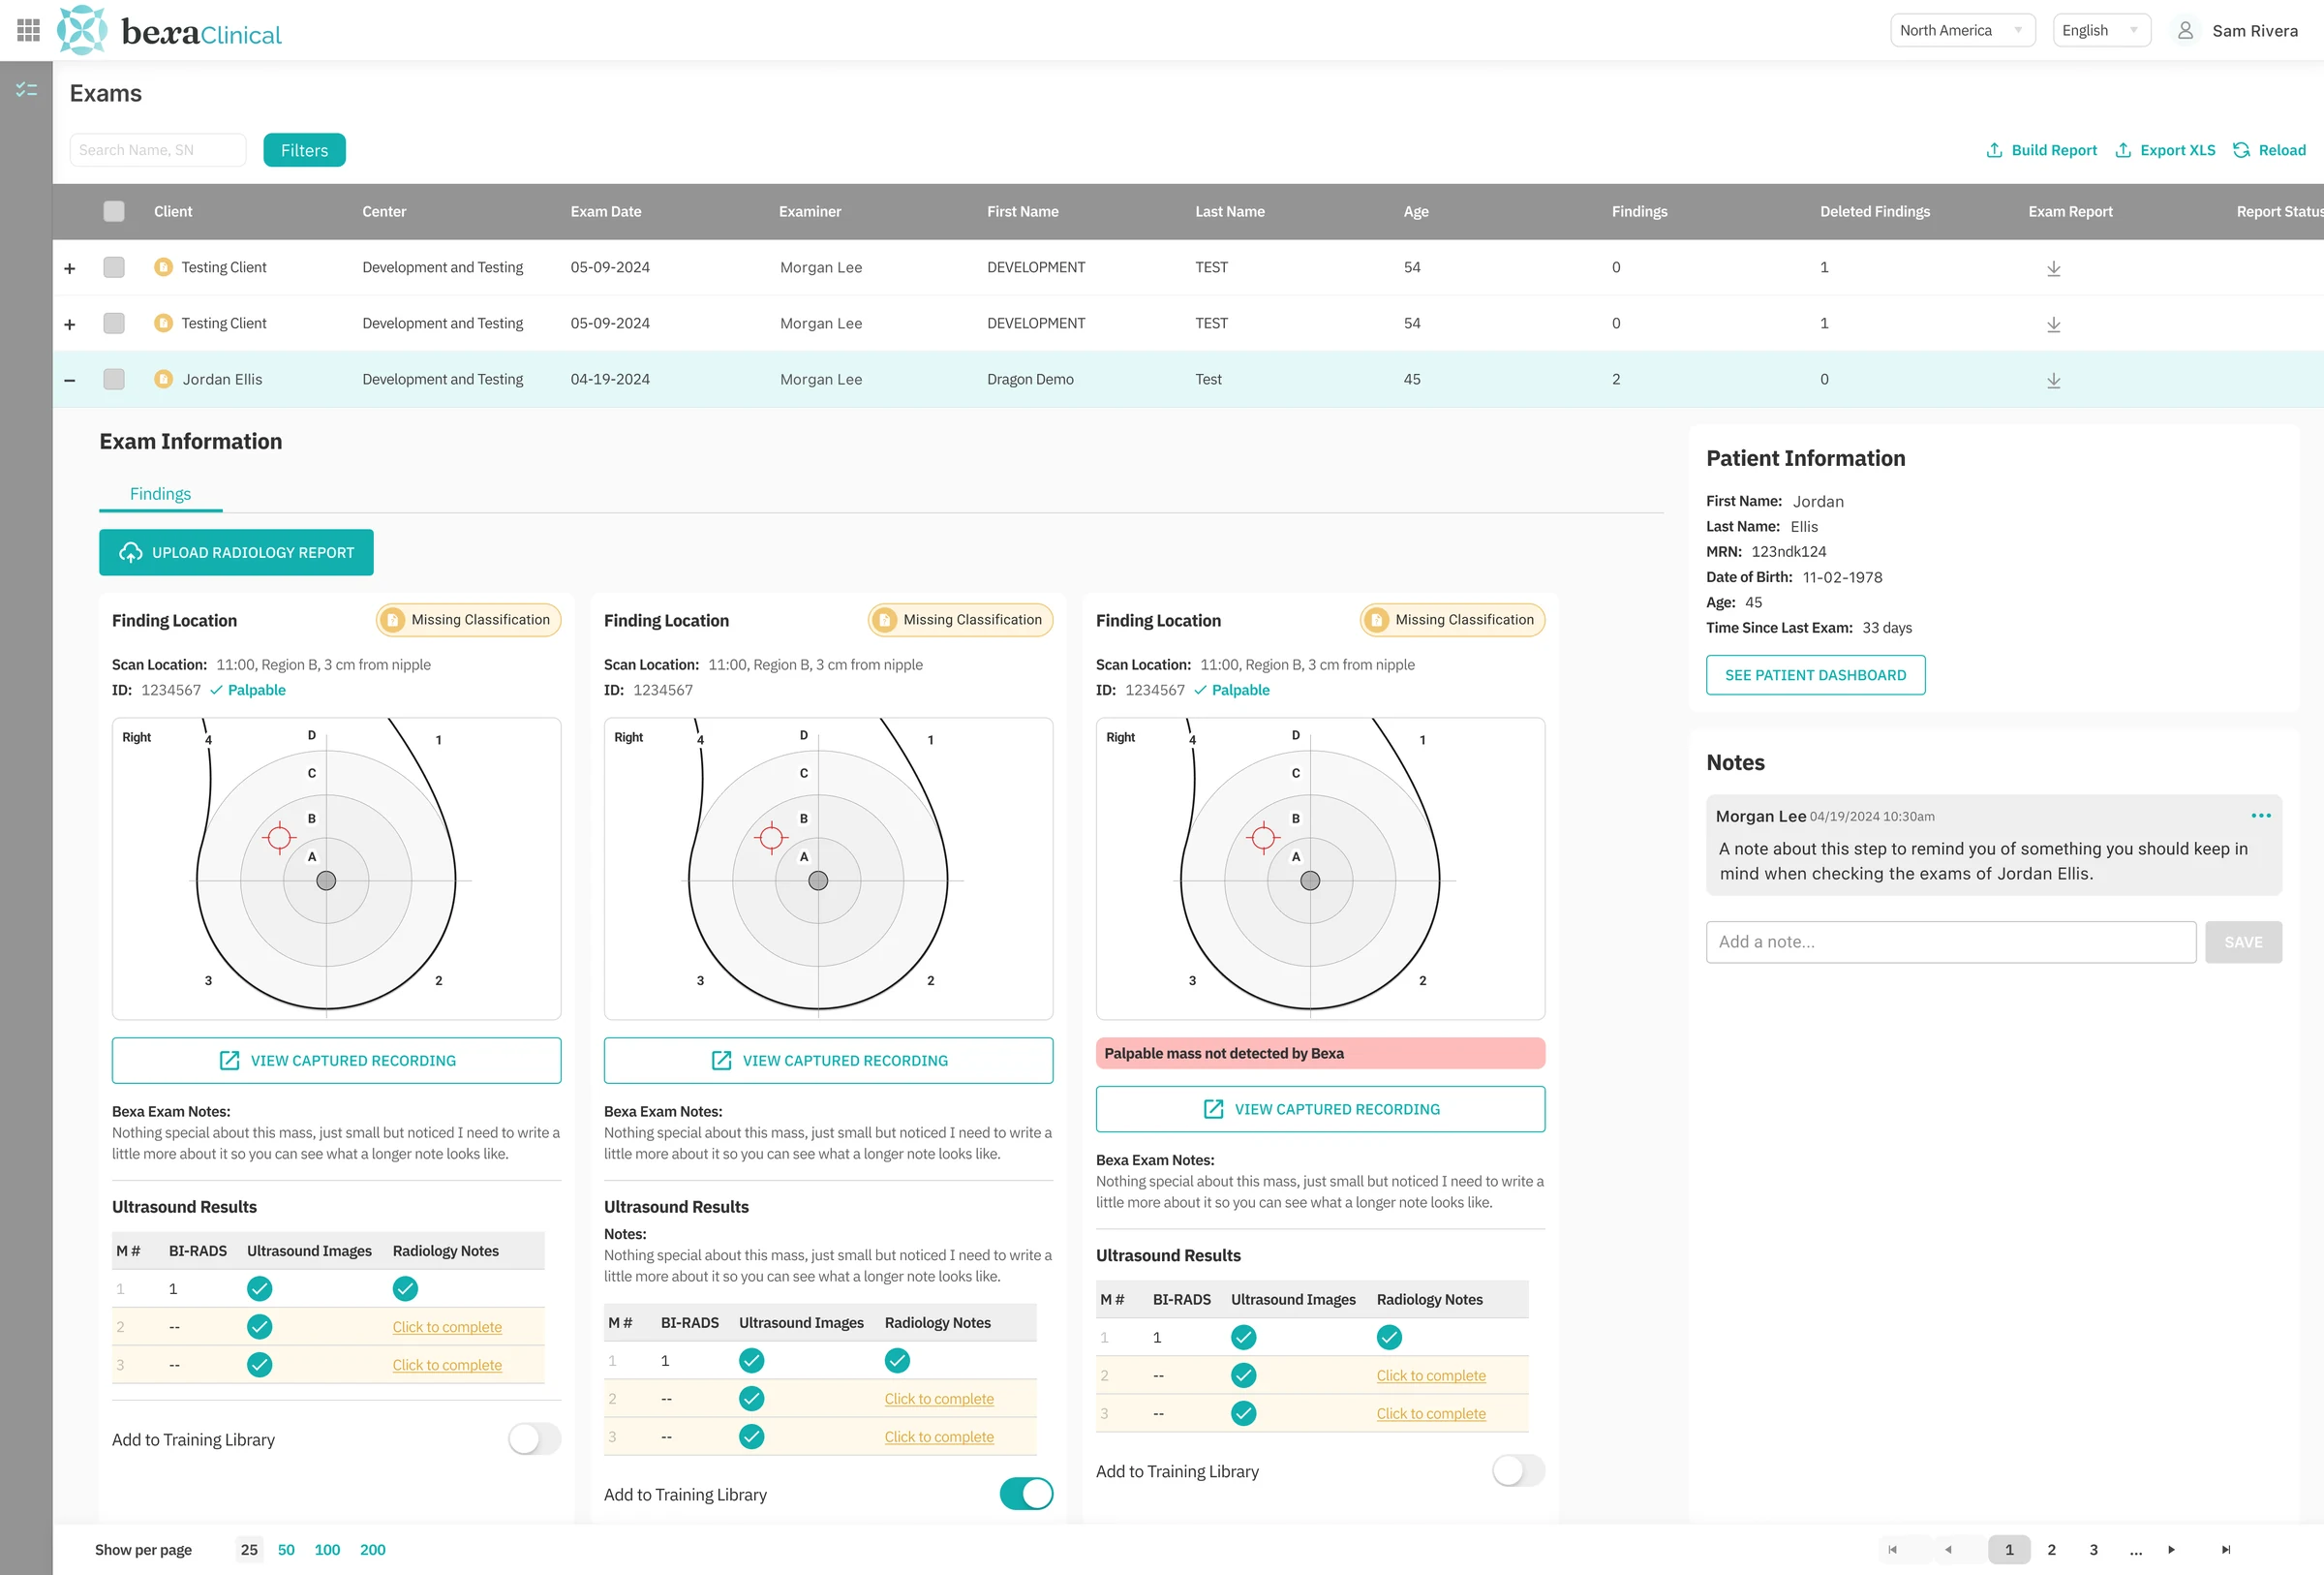 bexaClinical
North America
English
Sam Rivera
Exams
Search Name, SN
Filters
Build Report
Export XLS
Reload
Client Center Exam Date Examiner First Name Last Name Age Findings Deleted Findings Exam Report Report Status
+ Testing Client Development and Testing 05-09-2024 Morgan Lee DEVELOPMENT TEST 54 0 1
+ Testing Client Development and Testing 05-09-2024 Morgan Lee DEVELOPMENT TEST 54 0 1
– Jordan Ellis Development and Testing 04-19-2024 Morgan Lee Dragon Demo Test 45 2 0
Exam Information
Findings
UPLOAD RADIOLOGY REPORT
Finding Location
Missing Classification
Scan Location: 11:00, Region B, 3 cm from nipple
ID: 1234567 Palpable
Right
4 D 1
C
B
A
3 2
VIEW CAPTURED RECORDING
Bexa Exam Notes:
Nothing special about this mass, just small but noticed I need to write a
little more about it so you can see what a longer note looks like.
Ultrasound Results
M # BI-RADS Ultrasound Images Radiology Notes
1 1
2 -- Click to complete
3 -- Click to complete
Add to Training Library
Finding Location
Missing Classification
Scan Location: 11:00, Region B, 3 cm from nipple
ID: 1234567
Right
4 D 1
C
B
A
3 2
VIEW CAPTURED RECORDING
Bexa Exam Notes:
Nothing special about this mass, just small but noticed I need to write a
little more about it so you can see what a longer note looks like.
Ultrasound Results
Notes:
Nothing special about this mass, just small but noticed I need to write a
little more about it so you can see what a longer note looks like.
M # BI-RADS Ultrasound Images Radiology Notes
1 1
2 -- Click to complete
3 -- Click to complete
Add to Training Library
Finding Location
Missing Classification
Scan Location: 11:00, Region B, 3 cm from nipple
ID: 1234567 Palpable
Right
4 D 1
C
B
A
3 2
Palpable mass not detected by Bexa
VIEW CAPTURED RECORDING
Bexa Exam Notes:
Nothing special about this mass, just small but noticed I need to write a
little more about it so you can see what a longer note looks like.
Ultrasound Results
M # BI-RADS Ultrasound Images Radiology Notes
1 1
2 -- Click to complete
3 -- Click to complete
Add to Training Library
Patient Information
First Name: Jordan
Last Name: Ellis
MRN: 123ndk124
Date of Birth: 11-02-1978
Age: 45
Time Since Last Exam: 33 days
SEE PATIENT DASHBOARD
Notes
Morgan Lee 04/19/2024 10:30am
A note about this step to remind you of something you should keep in
mind when checking the exams of Jordan Ellis.
Add a note...
SAVE
Show per page 25 50 100 200
1 2 3 ...